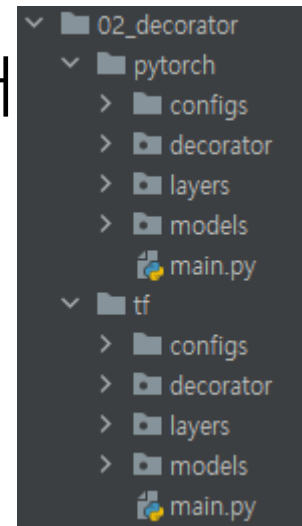 02_decorator
pytorch
configs
decorator
layers
models
main.py
tf
configs
decorator
layers
models
main.py